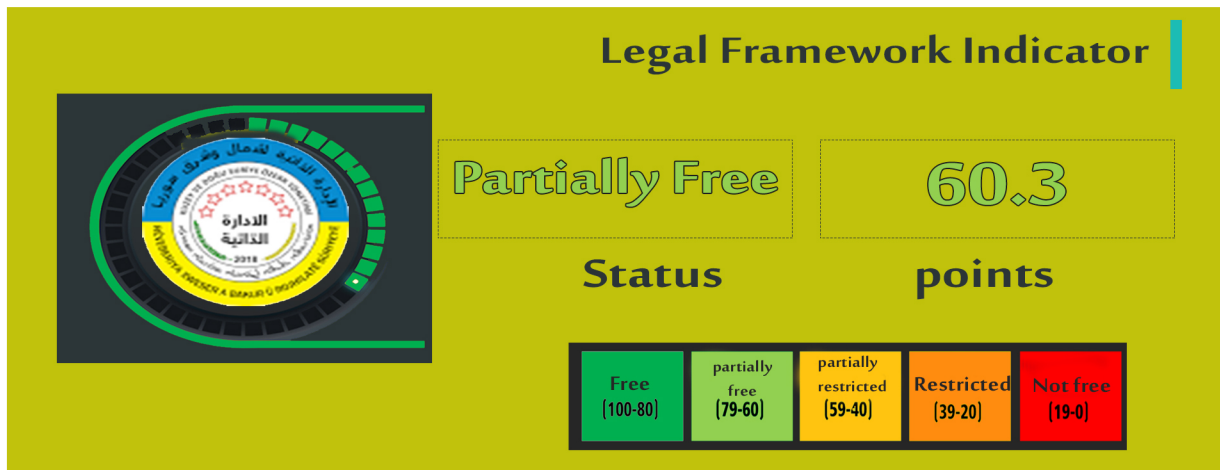 Legal Framework Indicator
الإدارة الذاتية لشمال وشرق سوريا
الادارة
الذاتية
2018
Partially Free
60.3
Status
points
Free
(100-80)
partially
free
(79-60)
partially
restricted
(59-40)
Restricted
(39-20)
Not free
(19-0)